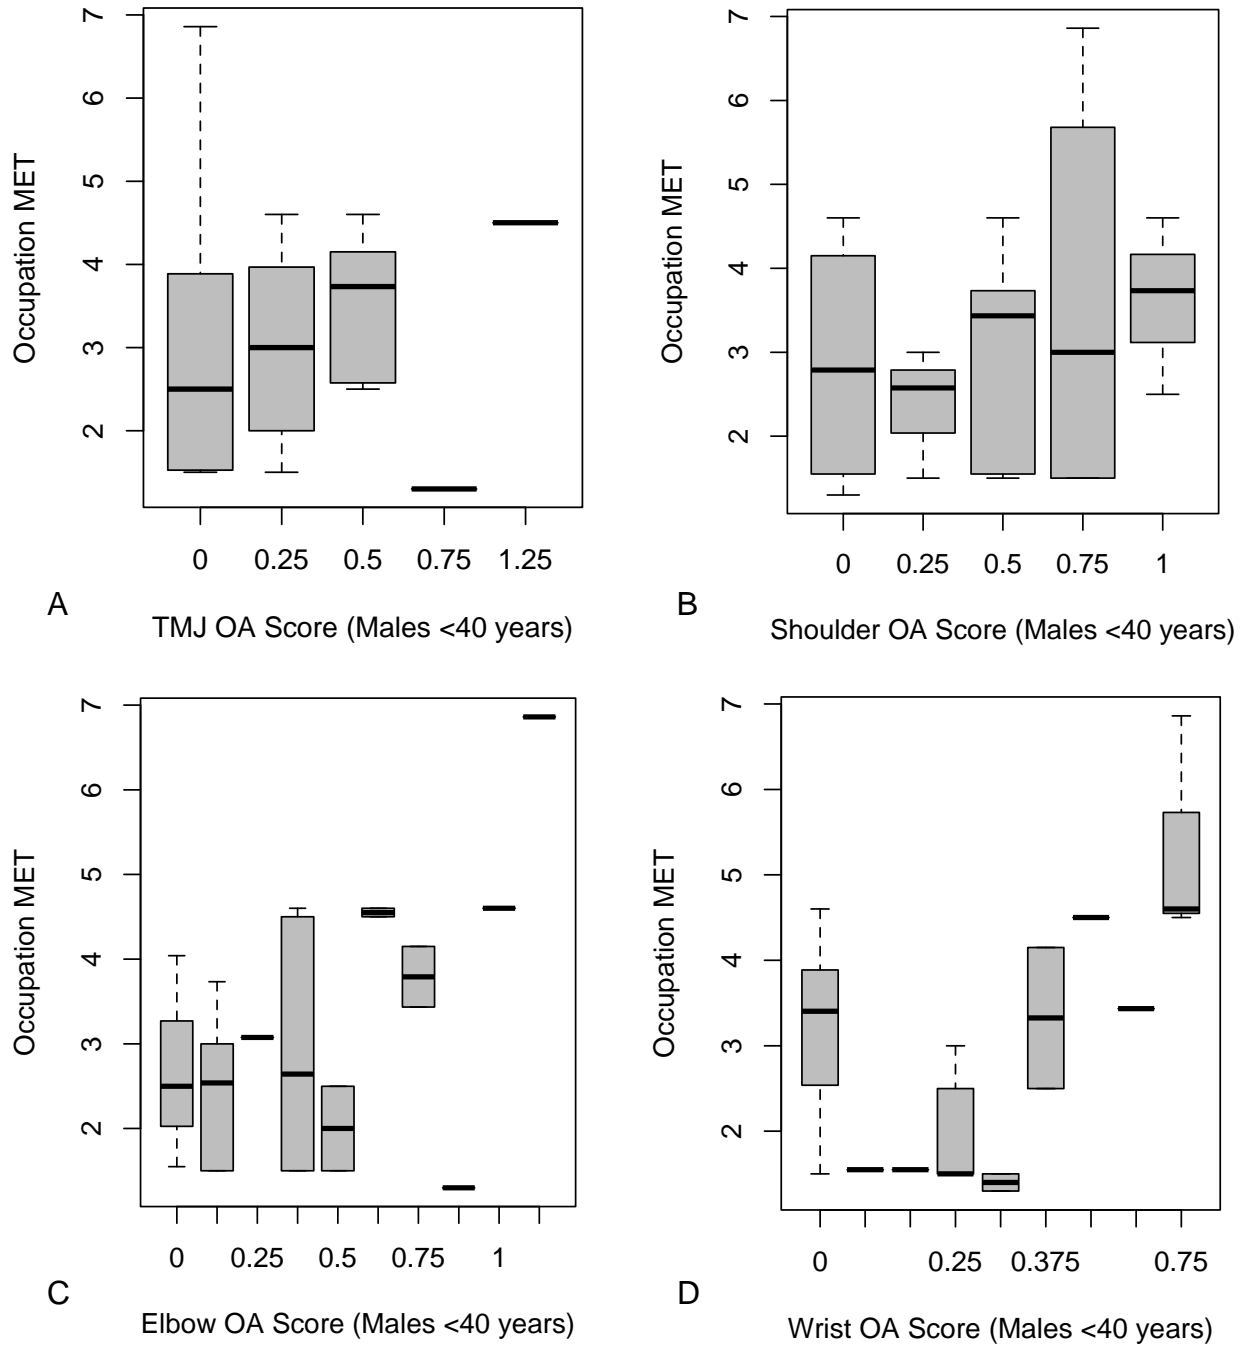 7
6
5
4
3
2
Occupation MET
0 0.25 0.5 0.75 1.25
A
TMJ OA Score (Males <40 years)
7
6
5
4
3
2
Occupation MET
0 0.25 0.5 0.75 1
B
Shoulder OA Score (Males <40 years)
7
6
5
4
3
2
Occupation MET
0 0.25 0.5 0.75 1
C
Elbow OA Score (Males <40 years)
7
6
5
4
3
2
Occupation MET
0 0.25 0.375 0.75
D
Wrist OA Score (Males <40 years)